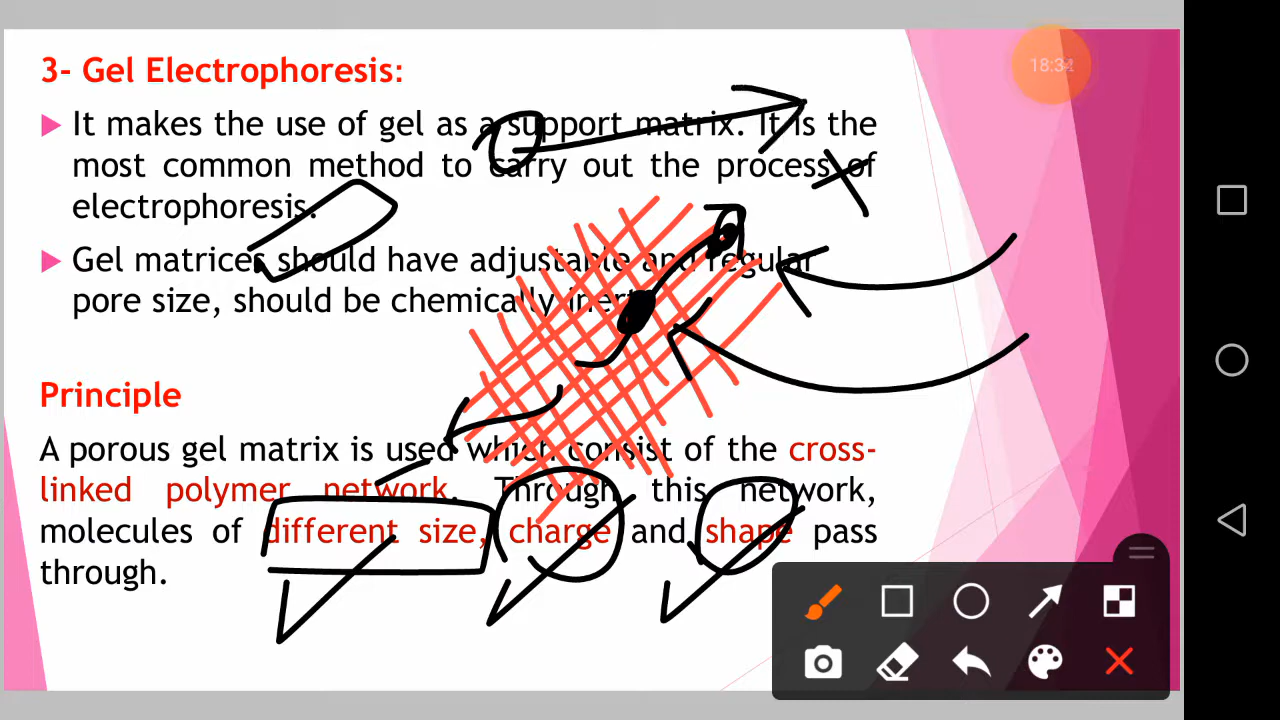 18:34
3- Gel Electrophoresis:
It makes the use of gel as a support matrix. It is the
most common method to carry out the process of
electrophoresis.
Gel matrices should have adjustable and regular
pore size, should be chemically inert
Principle
A porous gel matrix is used which consist of the cross-
linked polymer network. Through this network,
molecules of different size, charge and shape pass
through.